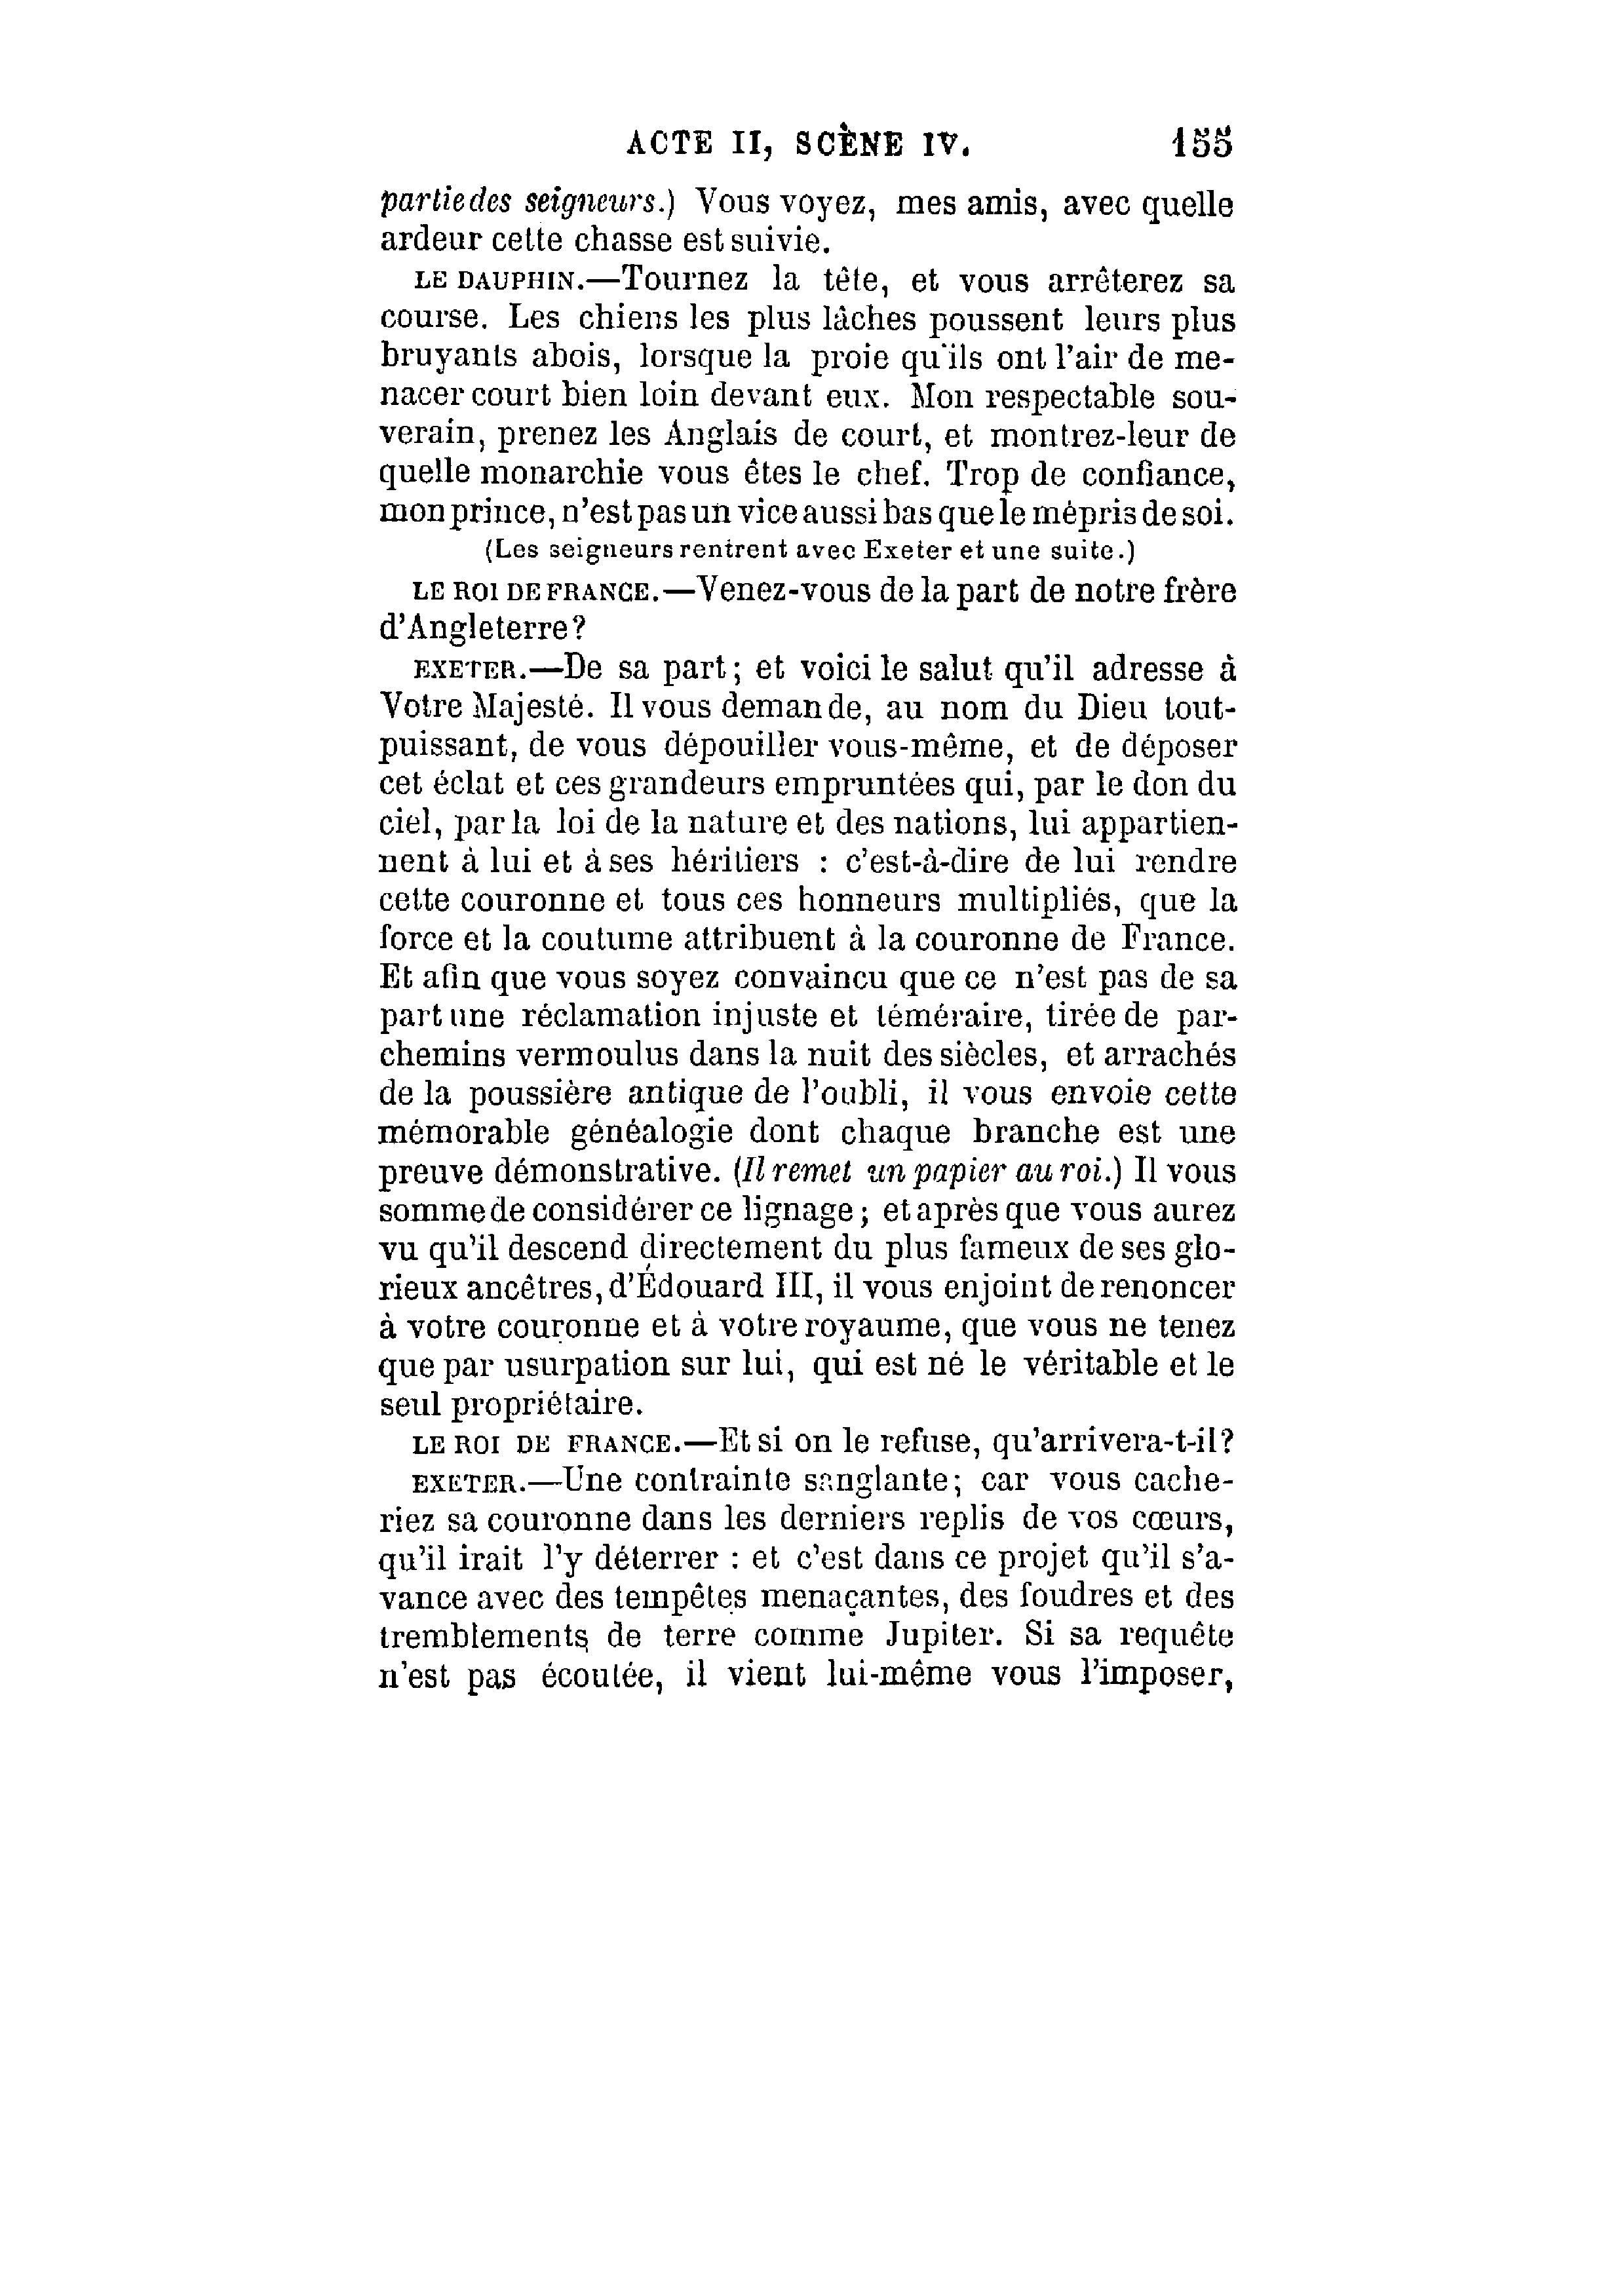 ACTE II, SCÈNE IV. 155
partie des seigneurs.) Vous voyez, mes amis, avec quelle
ardeur cette chasse est suivie.
LE DAUPHIN.—Tournez la tête, et vous arrêterez sa
course. Les chiens les plus lâches poussent leurs plus
bruyants abois, lorsque la proie qu'ils ont l'air de me-
nacer court bien loin devant eux. Mon respectable sou-
verain, prenez les Anglais de court, et montrez-leur de
quelle monarchie vous êtes le chef. Trop de confiance,
mon prince, n'est pas un vice aussi bas que le mépris de soi.
(Les seigneurs rentrent avec Exeter et une suite.)
LE ROI DE FRANCE.—Venez-vous de la part de notre frère
d'Angleterre?
EXETER.—De sa part; et voici le salut qu'il adresse à
Votre Majesté. Il vous demande, au nom du Dieu tout-
puissant, de vous dépouiller vous-même, et de déposer
cet éclat et ces grandeurs empruntées qui, par le don du
ciel, par la loi de la nature et des nations, lui appartien-
nent à lui et à ses héritiers : c'est-à-dire de lui rendre
cette couronne et tous ces honneurs multipliés, que la
force et la coutume attribuent à la couronne de France.
Et afin que vous soyez convaincu que ce n'est pas de sa
part une réclamation injuste et téméraire, tirée de par-
chemins vermoulus dans la nuit des siècles, et arrachés
de la poussière antique de l'oubli, il vous envoie cette
mémorable généalogie dont chaque branche est une
preuve démonstrative. (Il remet un papier au roi.) Il vous
somme de considérer ce lignage; et après que vous aurez
vu qu'il descend directement du plus fameux de ses glo-
rieux ancêtres, d'Édouard III, il vous enjoint de renoncer
à votre couronne et à votre royaume, que vous ne tenez
que par usurpation sur lui, qui est né le véritable et le
seul propriétaire.
LE ROI DE FRANCE.—Et si on le refuse, qu'arrivera-t-il?
EXETER.—Une contrainte sanglante; car vous cache-
riez sa couronne dans les derniers replis de vos cœurs,
qu'il irait l'y déterrer : et c'est dans ce projet qu'il s'a-
vance avec des tempêtes menaçantes, des foudres et des
tremblements de terre comme Jupiter. Si sa requête
n'est pas écoutée, il vient lui-même vous l'imposer,